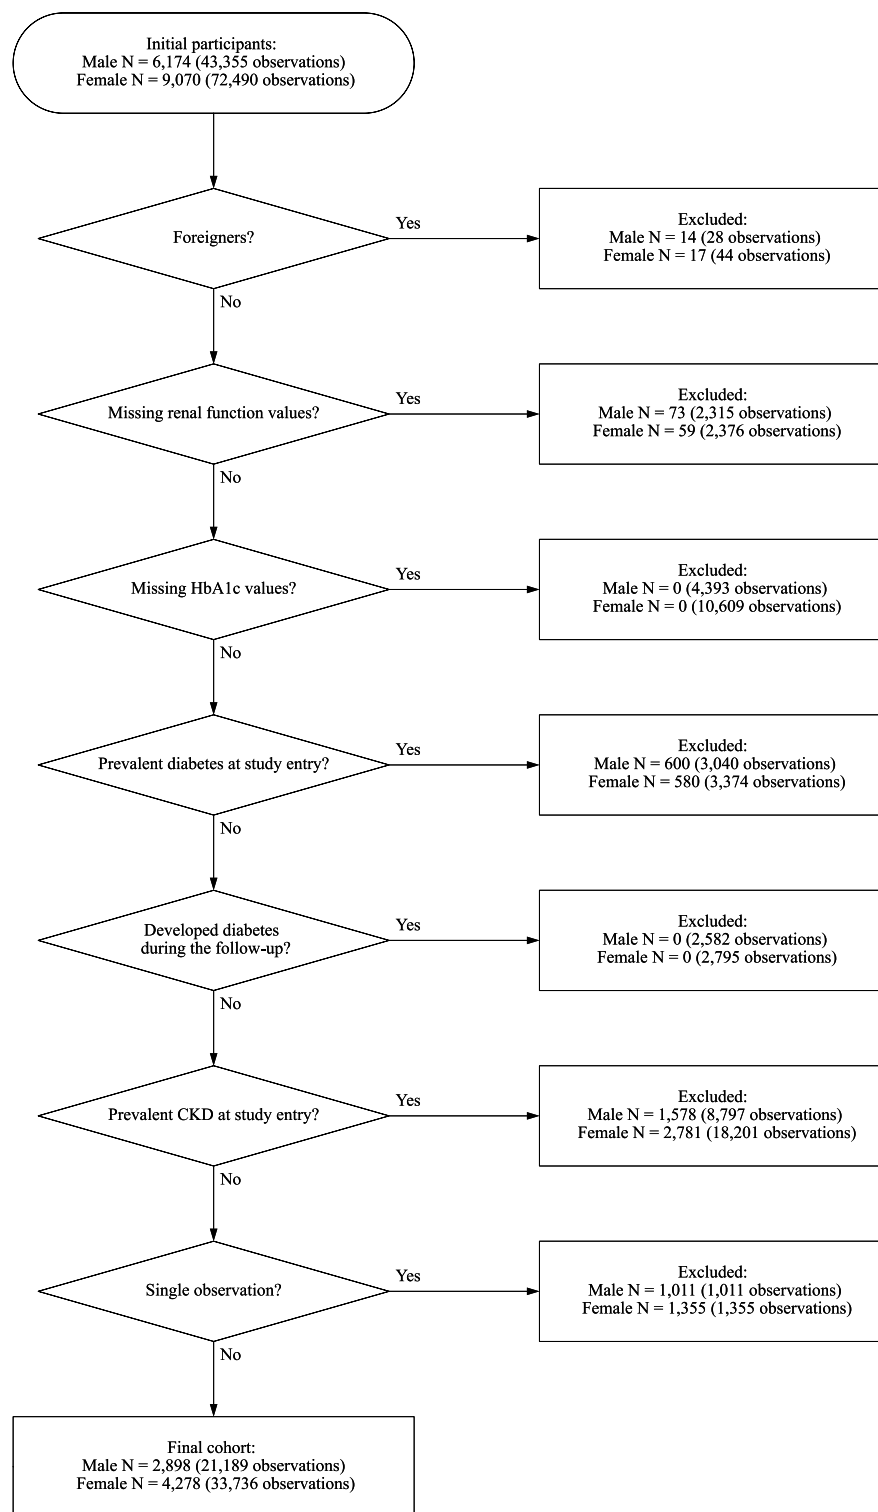 Initial participants:
Male N = 6,174 (43,355 observations)
Female N = 9,070 (72,490 observations)
Foreigners?
Yes
Excluded:
Male N = 14 (28 observations)
Female N = 17 (44 observations)
No
Missing renal function values?
Yes
Excluded:
Male N = 73 (2,315 observations)
Female N = 59 (2,376 observations)
No
Missing HbA1c values?
Yes
Excluded:
Male N = 0 (4,393 observations)
Female N = 0 (10,609 observations)
No
Prevalent diabetes at study entry?
Yes
Excluded:
Male N = 600 (3,040 observations)
Female N = 580 (3,374 observations)
No
Developed diabetes
during the follow-up?
Yes
Excluded:
Male N = 0 (2,582 observations)
Female N = 0 (2,795 observations)
No
Prevalent CKD at study entry?
Yes
Excluded:
Male N = 1,578 (8,797 observations)
Female N = 2,781 (18,201 observations)
No
Single observation?
Yes
Excluded:
Male N = 1,011 (1,011 observations)
Female N = 1,355 (1,355 observations)
No
Final cohort:
Male N = 2,898 (21,189 observations)
Female N = 4,278 (33,736 observations)